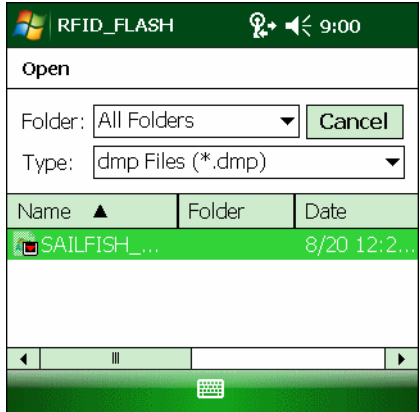 RFID_FLASH 9:00
Open
Folder: All Folders Cancel
Type: dmp Files (*.dmp)
Name Folder Date
SAILFISH_... 8/20 12:2...